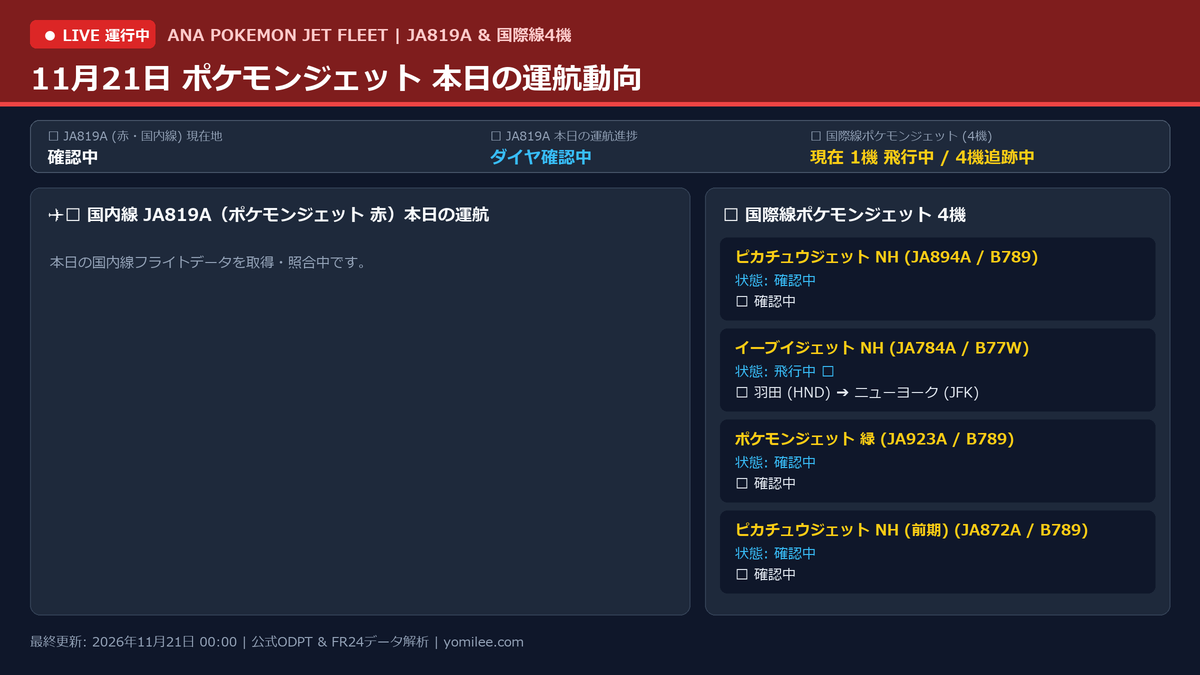 ● LIVE 運行中 ANA POKEMON JET FLEET | JA819A & 国際線4機
11月21日 ポケモンジェット 本日の運航動向
□ JA819A (赤・国内線) 現在地
確認中
□ JA819A 本日の運航進捗
ダイヤ確認中
□ 国際線ポケモンジェット (4機)
現在 1機 飛行中 / 4機追跡中
✈□ 国内線 JA819A（ポケモンジェット 赤）本日の運航
本日の国内線フライトデータを取得・照合中です。
□ 国際線ポケモンジェット 4機
ピカチュウジェット NH (JA894A / B789)
状態: 確認中
□ 確認中
イーブイジェット NH (JA784A / B77W)
状態: 飛行中 □
□ 羽田 (HND) ➔ ニューヨーク (JFK)
ポケモンジェット 緑 (JA923A / B789)
状態: 確認中
□ 確認中
ピカチュウジェット NH (前期) (JA872A / B789)
状態: 確認中
□ 確認中
最終更新: 2026年11月21日 00:00 | 公式ODPT & FR24データ解析 | yomilee.com